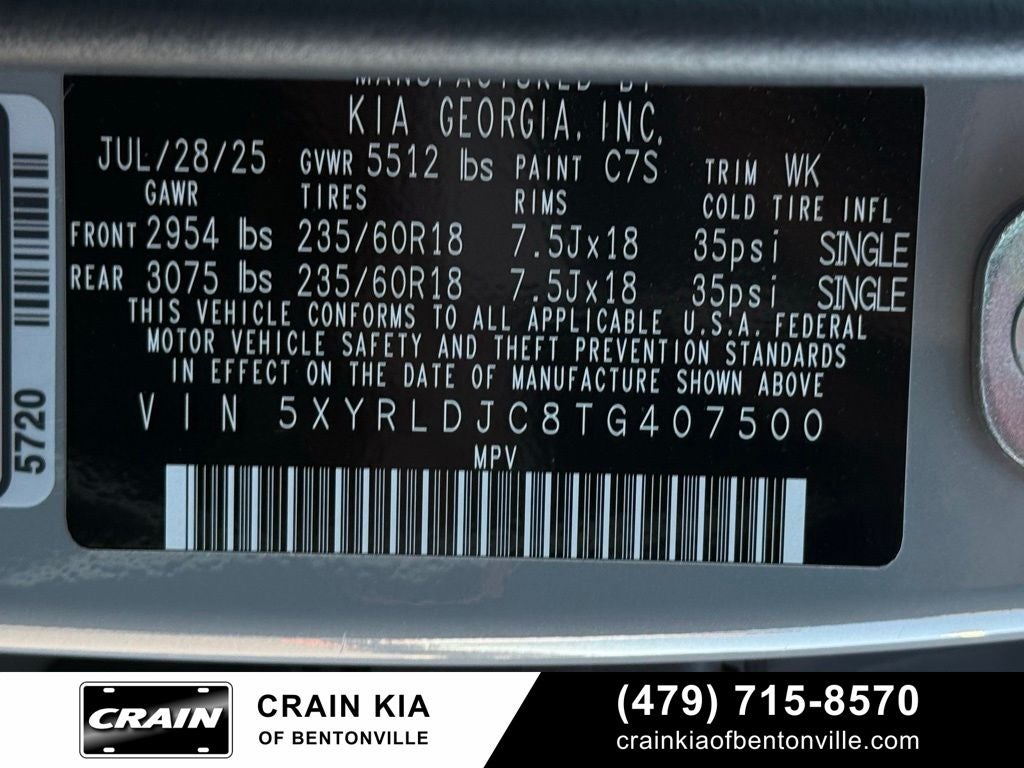 MANUFACTURED BY
KIA GEORGIA, INC.
JUL/28/25 GVWR 5512 lbs PAINT C7S TRIM WK
GAWR TIRES RIMS COLD TIRE INFL
FRONT 2954 lbs 235/60R18 7.5Jx18 35psi SINGLE
REAR 3075 lbs 235/60R18 7.5Jx18 35psi SINGLE
THIS VEHICLE CONFORMS TO ALL APPLICABLE U.S.A. FEDERAL
MOTOR VEHICLE SAFETY AND THEFT PREVENTION STANDARDS
IN EFFECT ON THE DATE OF MANUFACTURE SHOWN ABOVE
VIN 5XYRLDJC8TG407500
MPV
5720
CRAIN
CRAIN KIA
OF BENTONVILLE
(479) 715-8570
crainkiaofbentonville.com